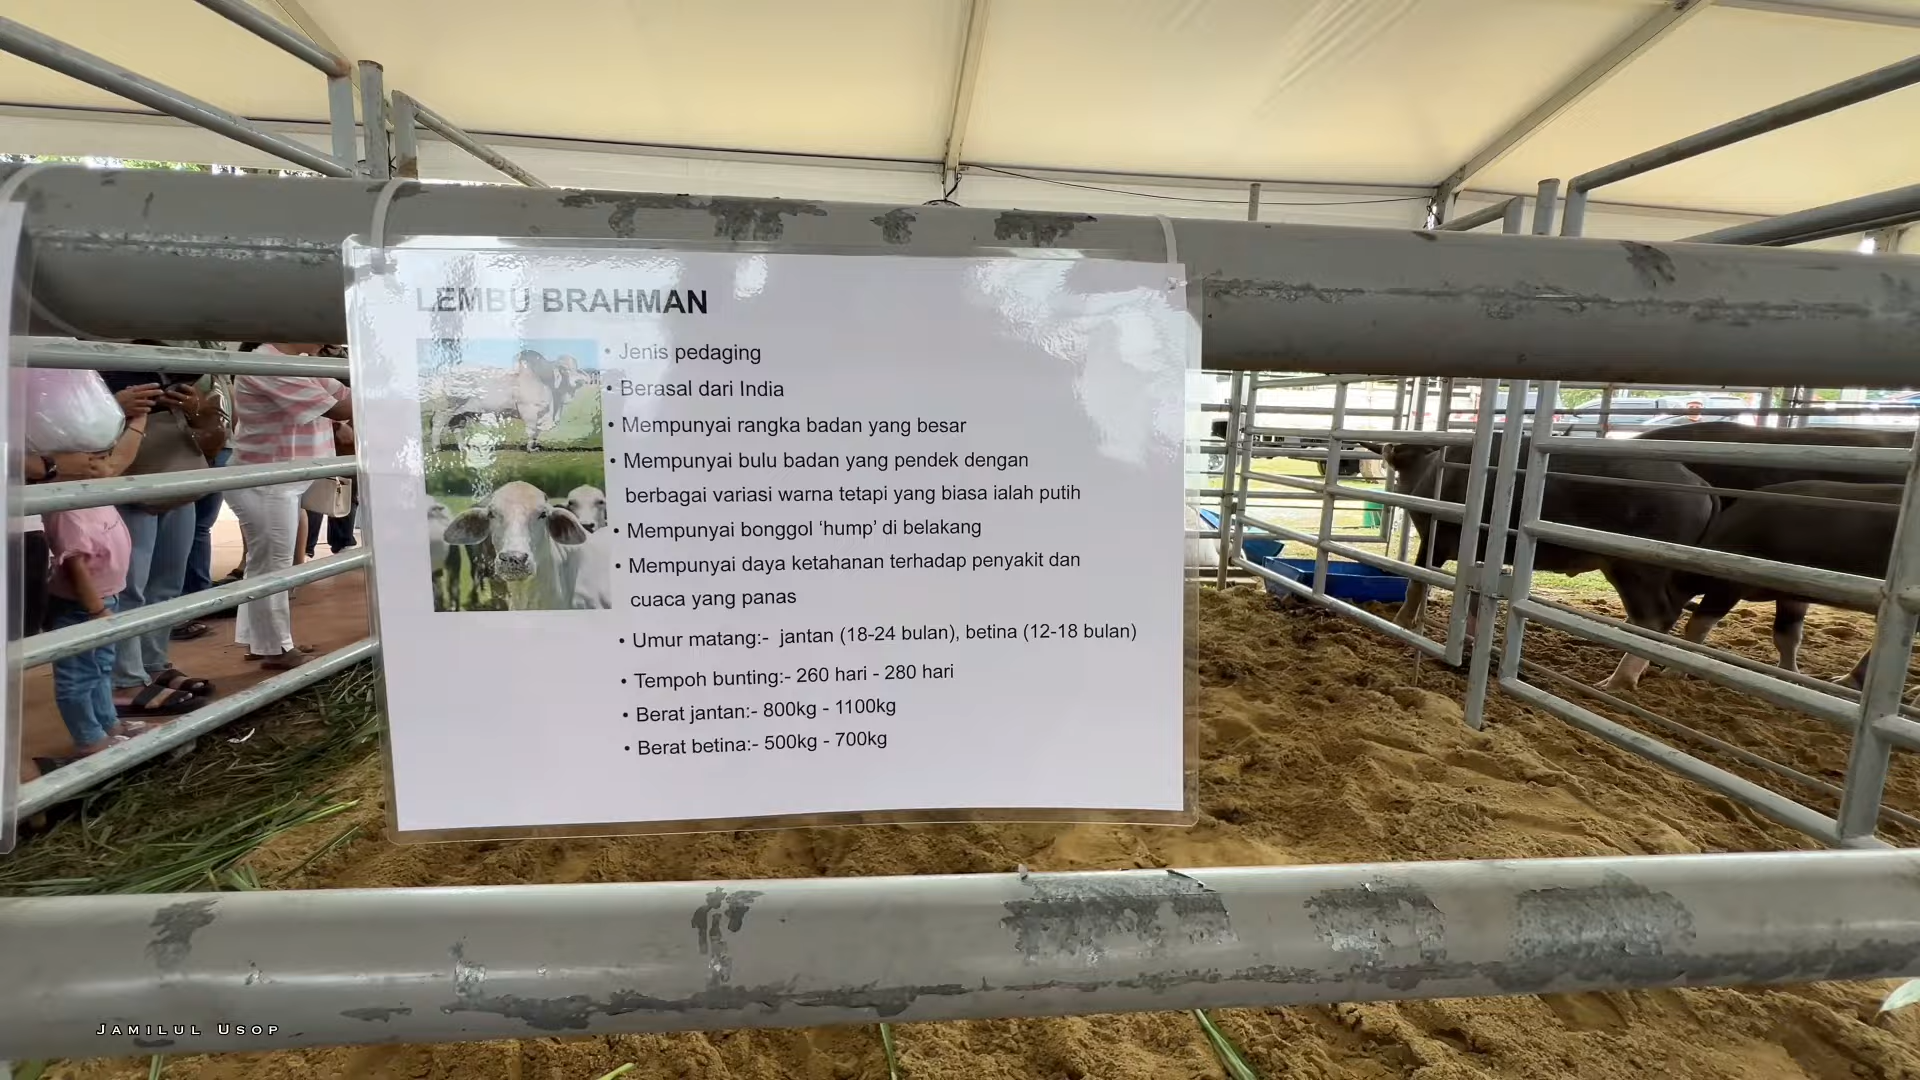 LEMBU BRAHMAN
• Jenis pedaging
• Berasal dari India
• Mempunyai rangka badan yang besar
• Mempunyai bulu badan yang pendek dengan
berbagai variasi warna tetapi yang biasa ialah putih
• Mempunyai bonggol ‘hump’ di belakang
• Mempunyai daya ketahanan terhadap penyakit dan
cuaca yang panas
• Umur matang:- jantan (18-24 bulan), betina (12-18 bulan)
• Tempoh bunting:- 260 hari - 280 hari
• Berat jantan:- 800kg - 1100kg
• Berat betina:- 500kg - 700kg
Jamilul Usop